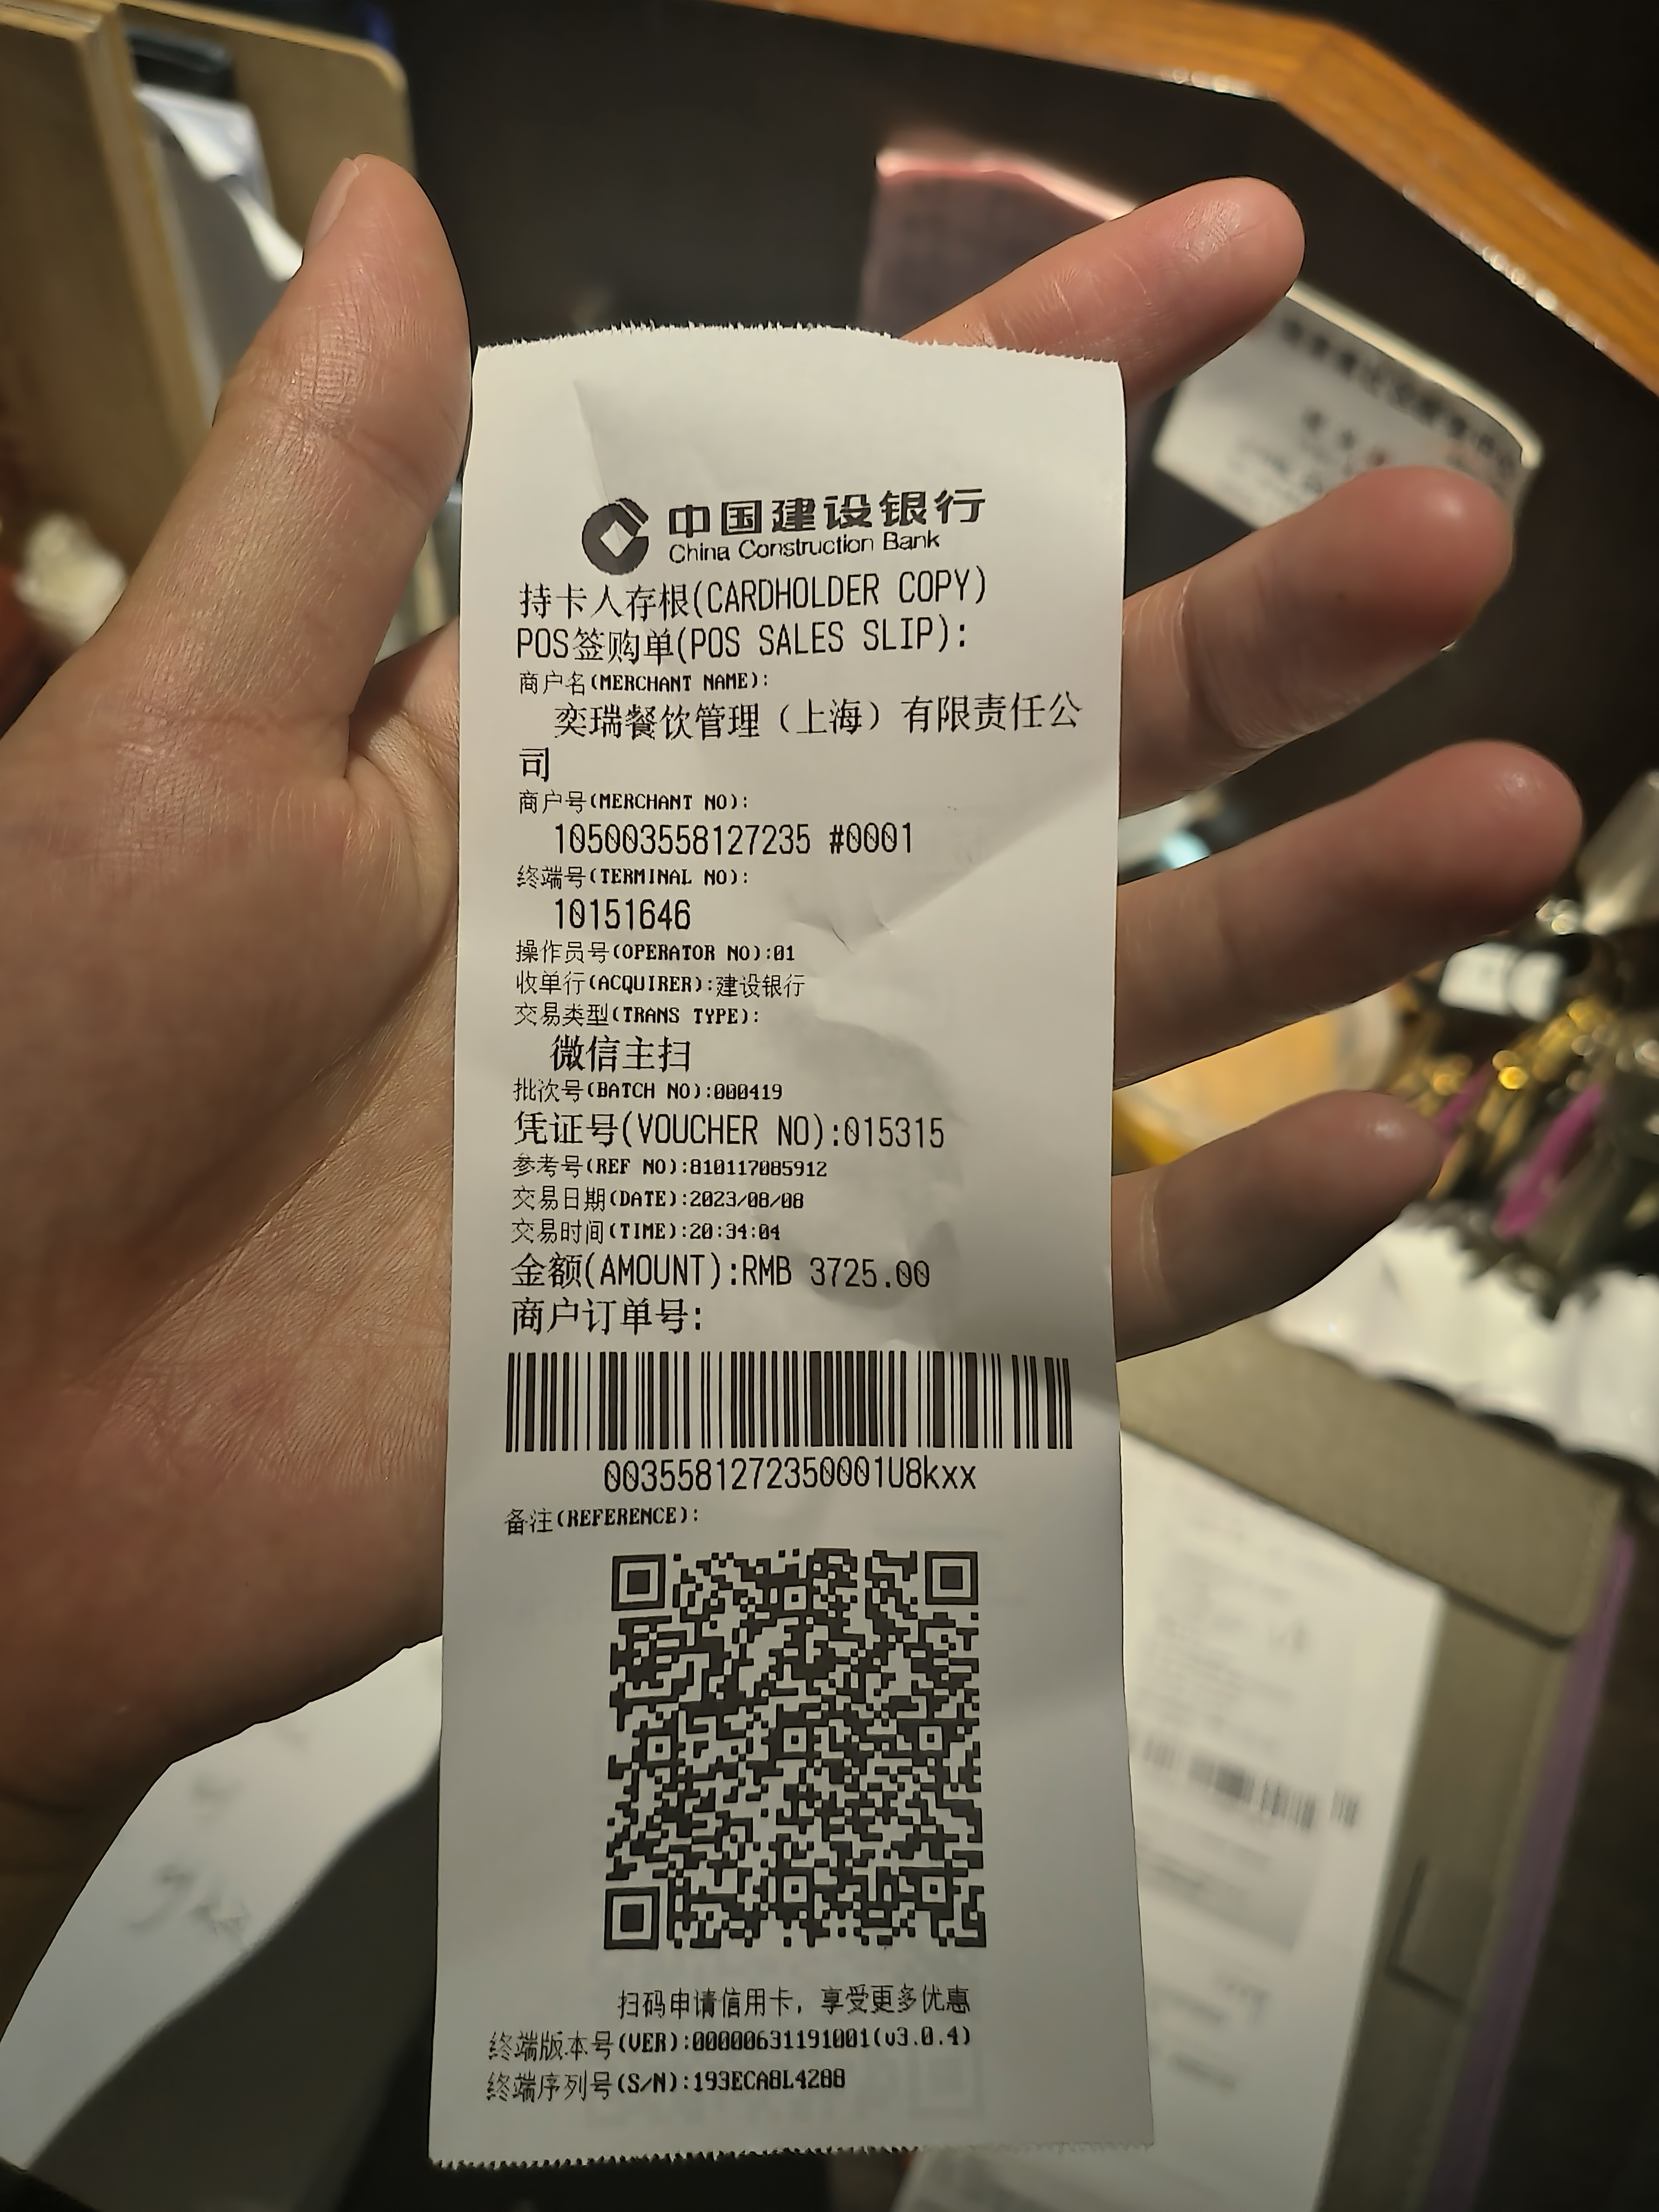 中国建设银行
China Construction Bank
持卡人存根(CARDHOLDER COPY)
POS签购单(POS SALES SLIP):
商户名(MERCHANT NAME):
奕瑞餐饮管理（上海）有限责任公
司
商户号(MERCHANT NO):
105003558127235 #0001
终端号(TERMINAL NO):
10151646
操作员号(OPERATOR NO):01
收单行(ACQUIRER):建设银行
交易类型(TRANS TYPE):
微信主扫
批次号(BATCH NO):000419
凭证号(VOUCHER NO):015315
参考号(REF NO):810117085912
交易日期(DATE):2023/08/08
交易时间(TIME):20:34:04
金额(AMOUNT):RMB 3725.00
商户订单号:
0035581272350001U8kxx
备注(REFERENCE):
扫码申请信用卡，享受更多优惠
终端版本号(VER):00000631191001(v3.0.4)
终端序列号(S/N):193ECA8L4288